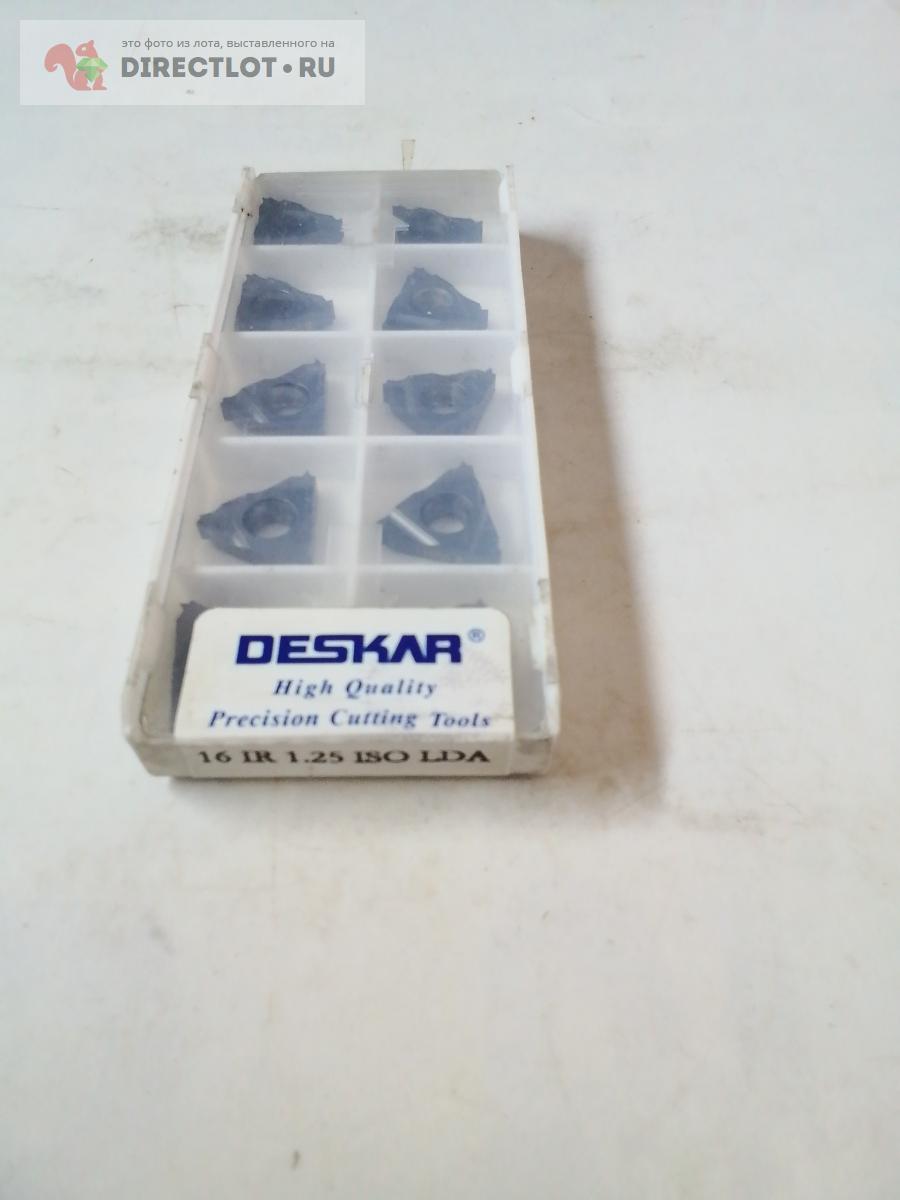 это фото из лота, выставленного на
DIRECTLOT•RU
DESKAR®
High Quality
Precision Cutting Tools
16 IR 1.25 ISO LDA